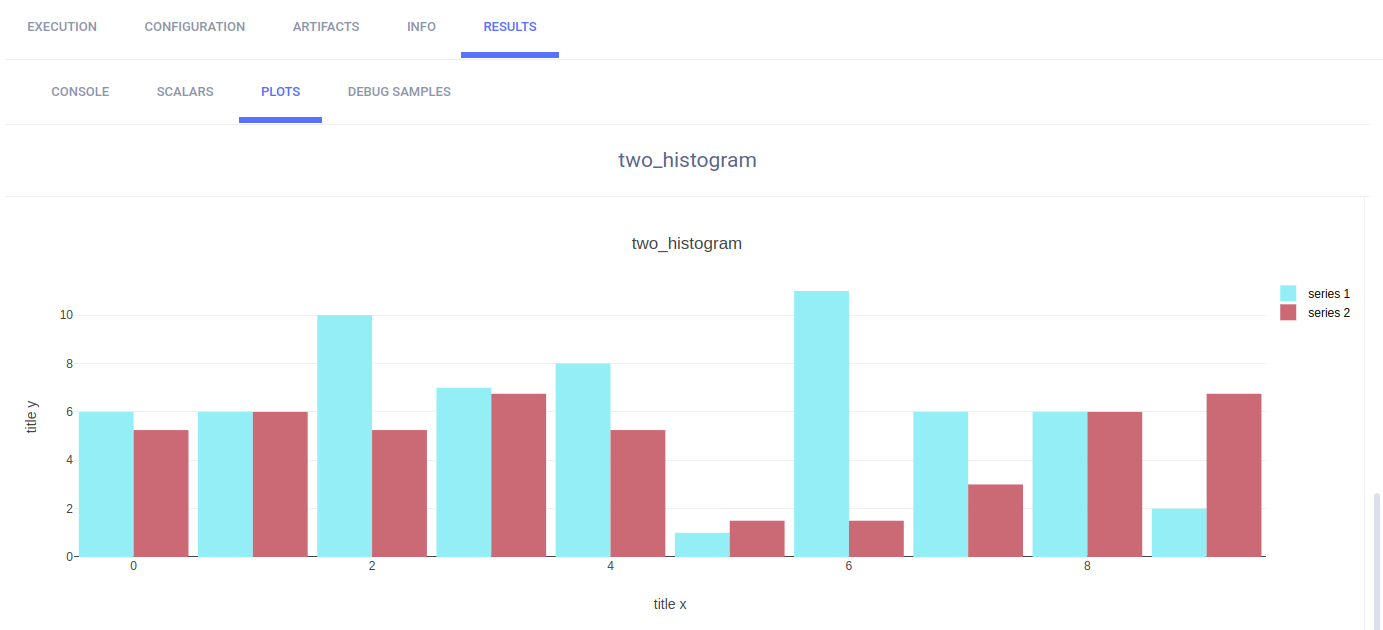 EXECUTION CONFIGURATION ARTIFACTS INFO RESULTS
CONSOLE SCALARS PLOTS DEBUG SAMPLES
two_histogram
two_histogram
series 1
series 2
title y
10
8
6
4
2
0
0 2 4 6 8
title x